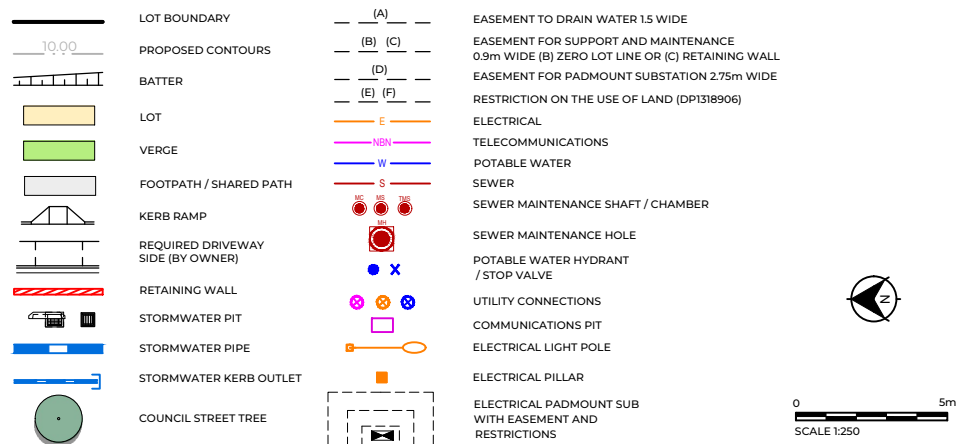 LOT BOUNDARY
10.00
PROPOSED CONTOURS
BATTER
LOT
VERGE
FOOTPATH / SHARED PATH
KERB RAMP
REQUIRED DRIVEWAY
SIDE (BY OWNER)
RETAINING WALL
STORMWATER PIT
STORMWATER PIPE
STORMWATER KERB OUTLET
COUNCIL STREET TREE
(A)
EASEMENT TO DRAIN WATER 1.5 WIDE
(B) (C)
EASEMENT FOR SUPPORT AND MAINTENANCE
0.9m WIDE (B) ZERO LOT LINE OR (C) RETAINING WALL
(D)
EASEMENT FOR PADMOUNT SUBSTATION 2.75m WIDE
(E) (F)
RESTRICTION ON THE USE OF LAND (DP1318906)
E
ELECTRICAL
NBN
TELECOMMUNICATIONS
W
POTABLE WATER
S
SEWER
MC MS TMS
SEWER MAINTENANCE SHAFT / CHAMBER
MH
SEWER MAINTENANCE HOLE
POTABLE WATER HYDRANT
/ STOP VALVE
UTILITY CONNECTIONS
COMMUNICATIONS PIT
ELECTRICAL LIGHT POLE
ELECTRICAL PILLAR
ELECTRICAL PADMOUNT SUB
WITH EASEMENT AND
RESTRICTIONS
N
0 5m
SCALE 1:250